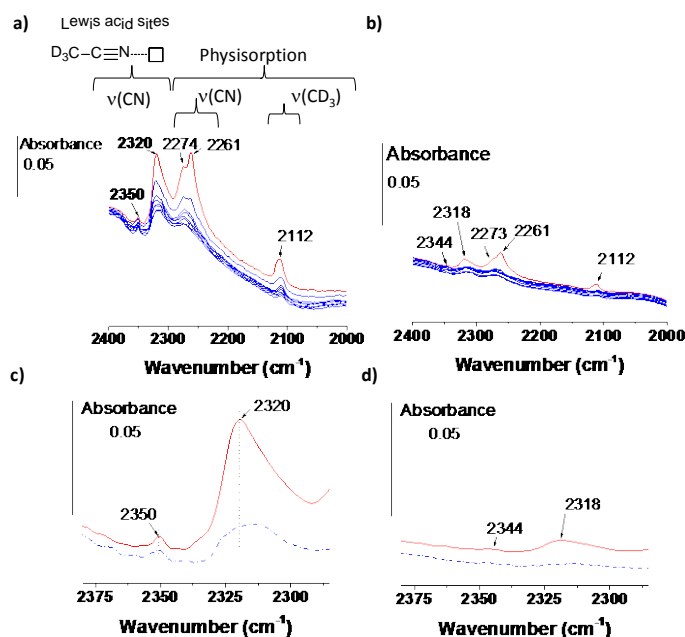 a)
Lewis acid sites
D3C–C≡N
Physisorption
ν(CN)
ν(CN)
ν(CD3)
Absorbance
0.05
2320
2274
2261
2350
2112
2400
2300
2200
2100
2000
Wavenumber (cm-1)
b)
Absorbance
0.05
2318
2273
2261
2344
2112
2400
2300
2200
2100
2000
Wavenumber (cm-1)
c)
Absorbance
0.05
2320
2350
2375
2350
2325
2300
Wavenumber (cm-1)
d)
Absorbance
0.05
2344
2318
2375
2350
2325
2300
Wavenumber (cm-1)